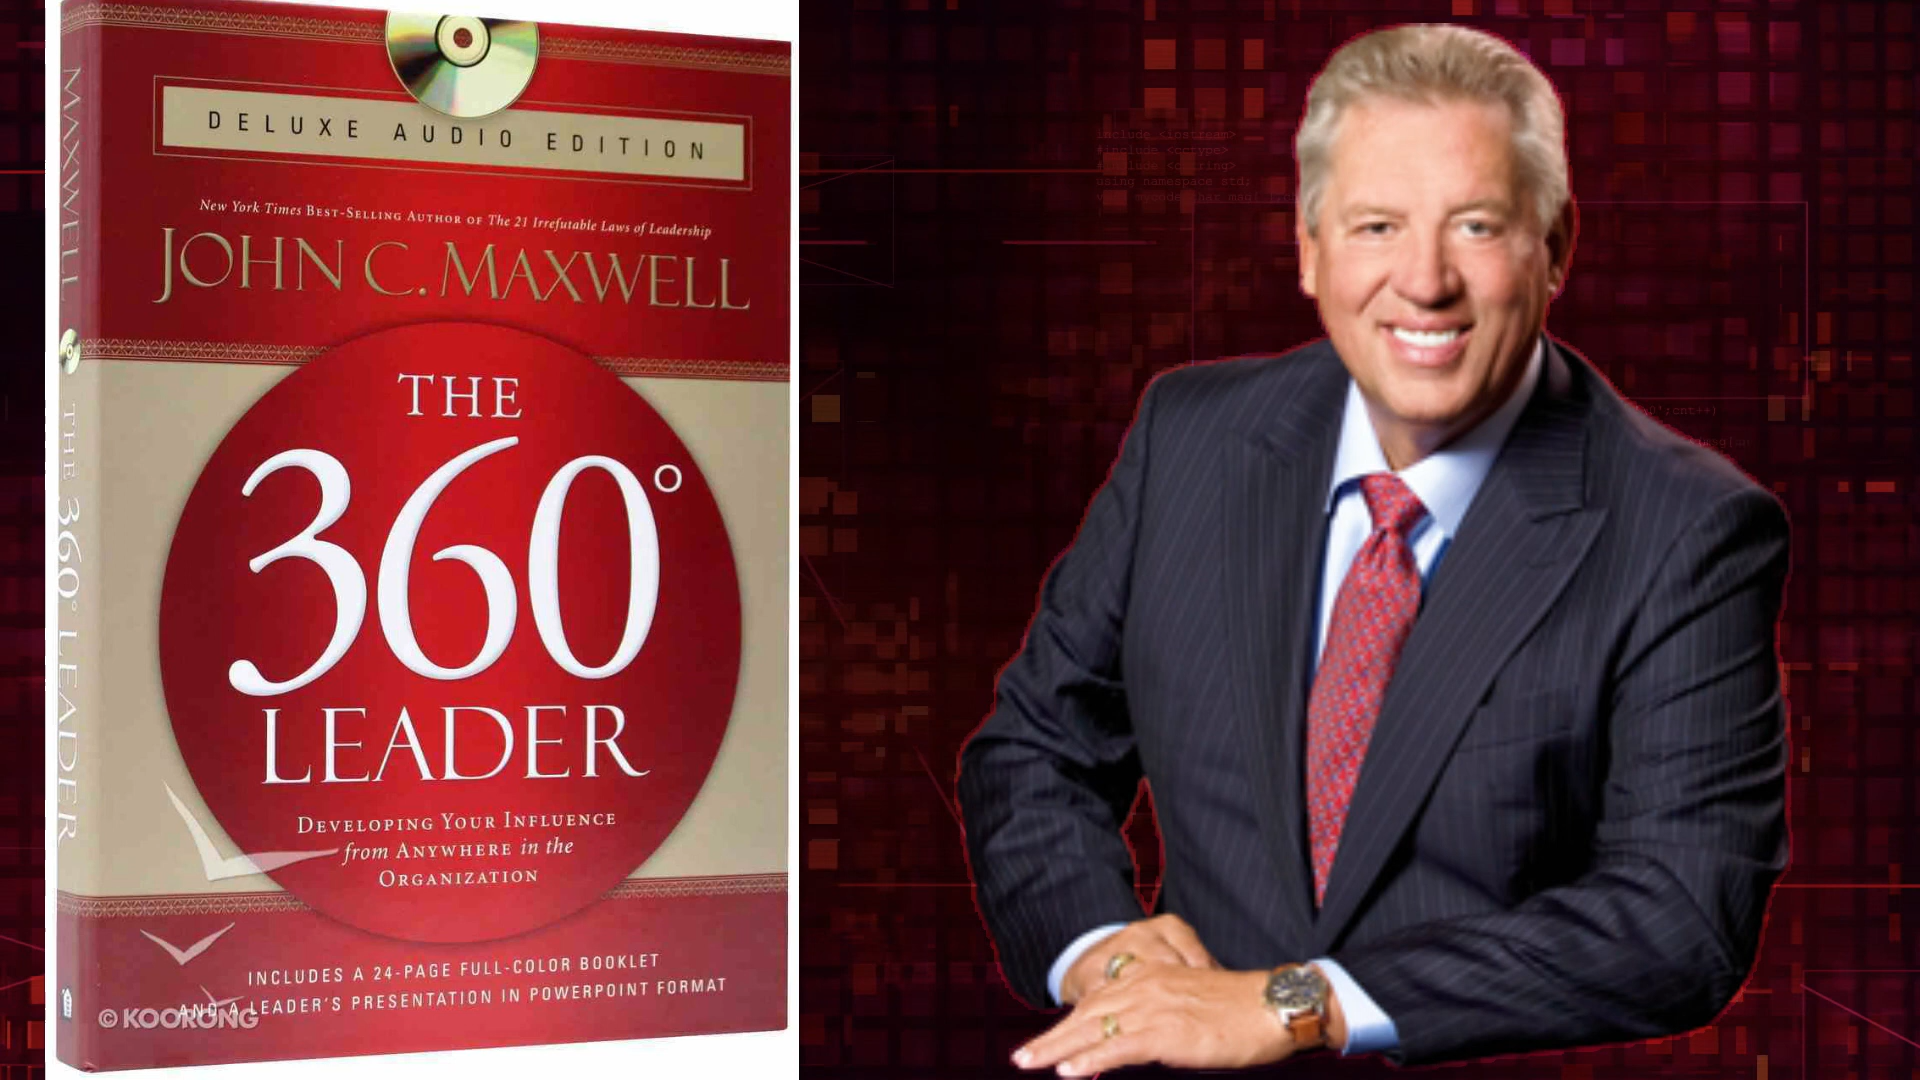 DELUXE AUDIO EDITION
New York Times BEST-SELLING AUTHOR OF The 21 Irrefutable Laws of Leadership
JOHN C. MAXWELL
THE
360°
LEADER
DEVELOPING YOUR INFLUENCE
from ANYWHERE in the
ORGANIZATION
INCLUDES A 24-PAGE FULL-COLOR BOOKLET
AND A LEADER'S PRESENTATION IN POWERPOINT FORMAT
© KOORONG
MAXWELL
THE 360° LEADER
#include <cctype>
using namespace std;